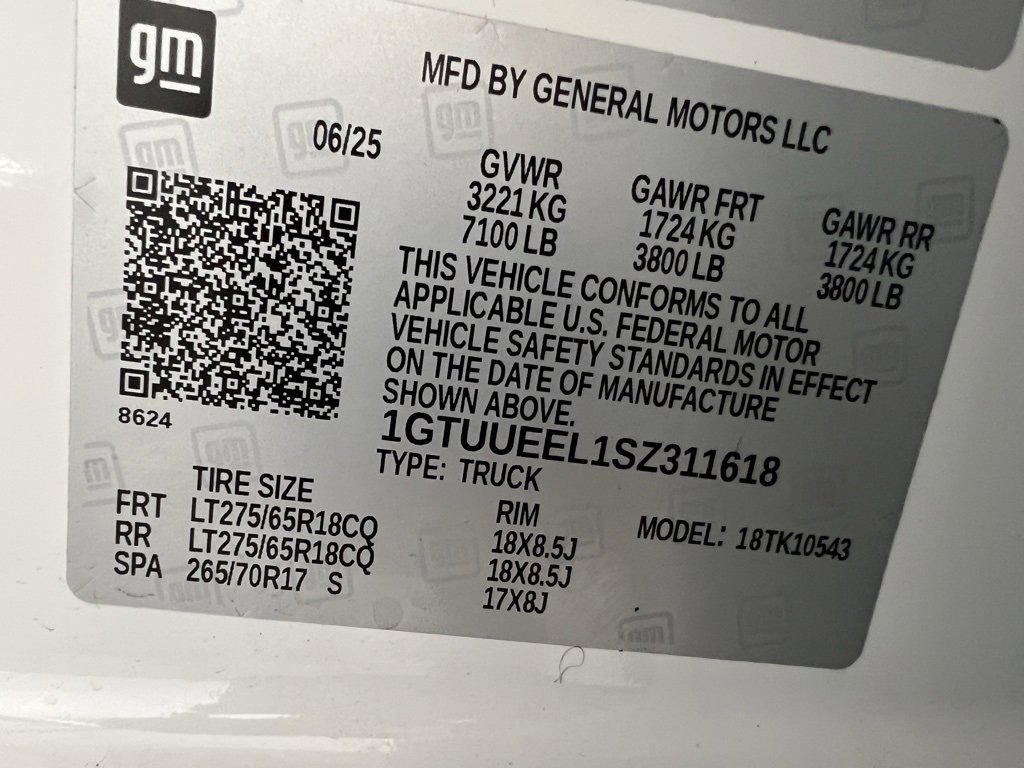 gm
MFD BY GENERAL MOTORS LLC
06/25
GVWR GAWR FRT GAWR RR
3221 KG 1724 KG 1724 KG
7100 LB 3800 LB 3800 LB
THIS VEHICLE CONFORMS TO ALL
APPLICABLE U.S. FEDERAL MOTOR
VEHICLE SAFETY STANDARDS IN EFFECT
ON THE DATE OF MANUFACTURE
SHOWN ABOVE.
8624
1GTUUEEL1SZ311618
TYPE: TRUCK
MODEL: 18TK10543
TIRE SIZE RIM
FRT LT275/65R18CQ 18X8.5J
RR LT275/65R18CQ 18X8.5J
SPA 265/70R17 S 17X8J